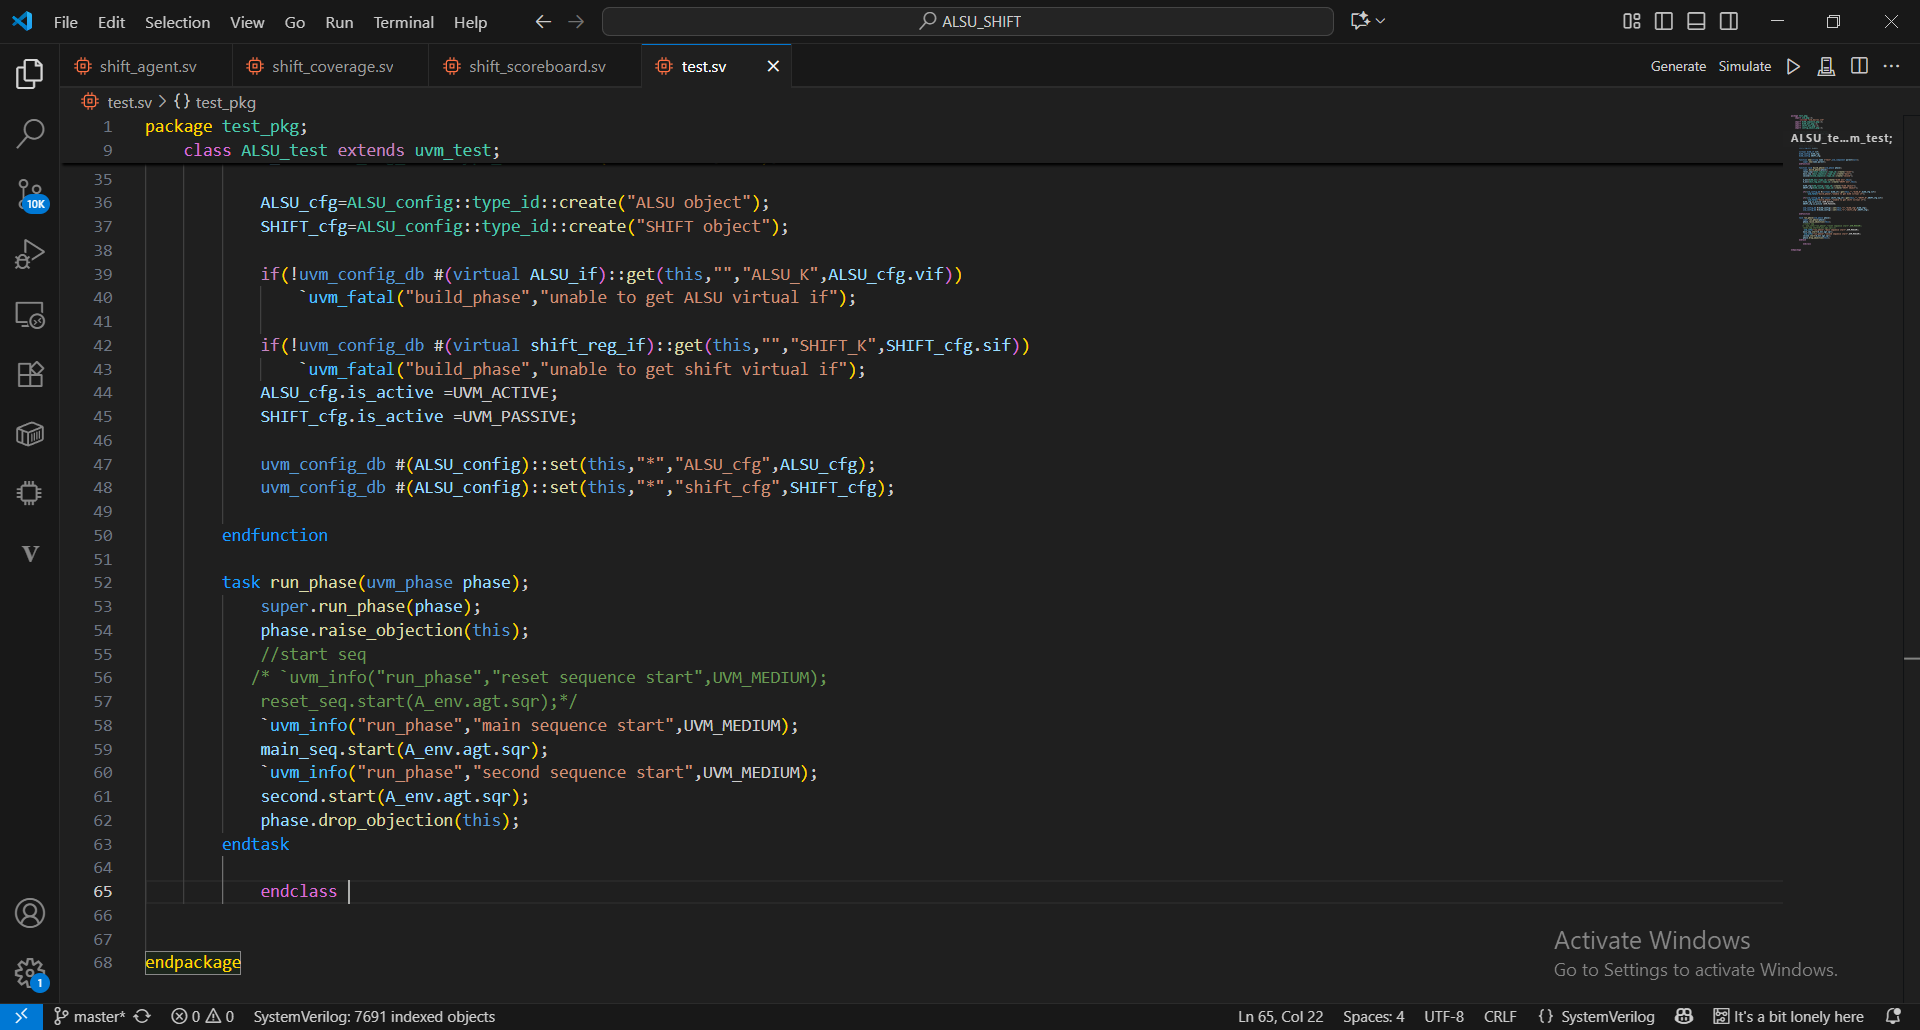 File Edit Selection View Go Run Terminal Help ALSU_SHIFT
shift_agent.sv shift_coverage.sv shift_scoreboard.sv test.sv Generate Simulate
test.sv > {} test_pkg
1 package test_pkg;
9 class ALSU_test extends uvm_test;
35
36 ALSU_cfg=ALSU_config::type_id::create("ALSU object");
37 SHIFT_cfg=ALSU_config::type_id::create("SHIFT object");
38
39 if(!uvm_config_db #(virtual ALSU_if)::get(this,"","ALSU_K",ALSU_cfg.vif))
40 `uvm_fatal("build_phase","unable to get ALSU virtual if");
41
42 if(!uvm_config_db #(virtual shift_reg_if)::get(this,"","SHIFT_K",SHIFT_cfg.sif))
43 `uvm_fatal("build_phase","unable to get shift virtual if");
44 ALSU_cfg.is_active =UVM_ACTIVE;
45 SHIFT_cfg.is_active =UVM_PASSIVE;
46
47 uvm_config_db #(ALSU_config)::set(this,"*","ALSU_cfg",ALSU_cfg);
48 uvm_config_db #(ALSU_config)::set(this,"*","shift_cfg",SHIFT_cfg);
49
50 endfunction
51
52 task run_phase(uvm_phase phase);
53 super.run_phase(phase);
54 phase.raise_objection(this);
55 //start seq
56 /* `uvm_info("run_phase","reset sequence start",UVM_MEDIUM);
57 reset_seq.start(A_env.agt.sqr);*/
58 `uvm_info("run_phase","main sequence start",UVM_MEDIUM);
59 main_seq.start(A_env.agt.sqr);
60 `uvm_info("run_phase","second sequence start",UVM_MEDIUM);
61 second.start(A_env.agt.sqr);
62 phase.drop_objection(this);
63 endtask
64
65 endclass
66
67
68 endpackage
ALSU_te...m_test;
10K
V
1
Activate Windows
Go to Settings to activate Windows.
master* 0 0 SystemVerilog: 7691 indexed objects Ln 65, Col 22 Spaces: 4 UTF-8 CRLF {} SystemVerilog It's a bit lonely here